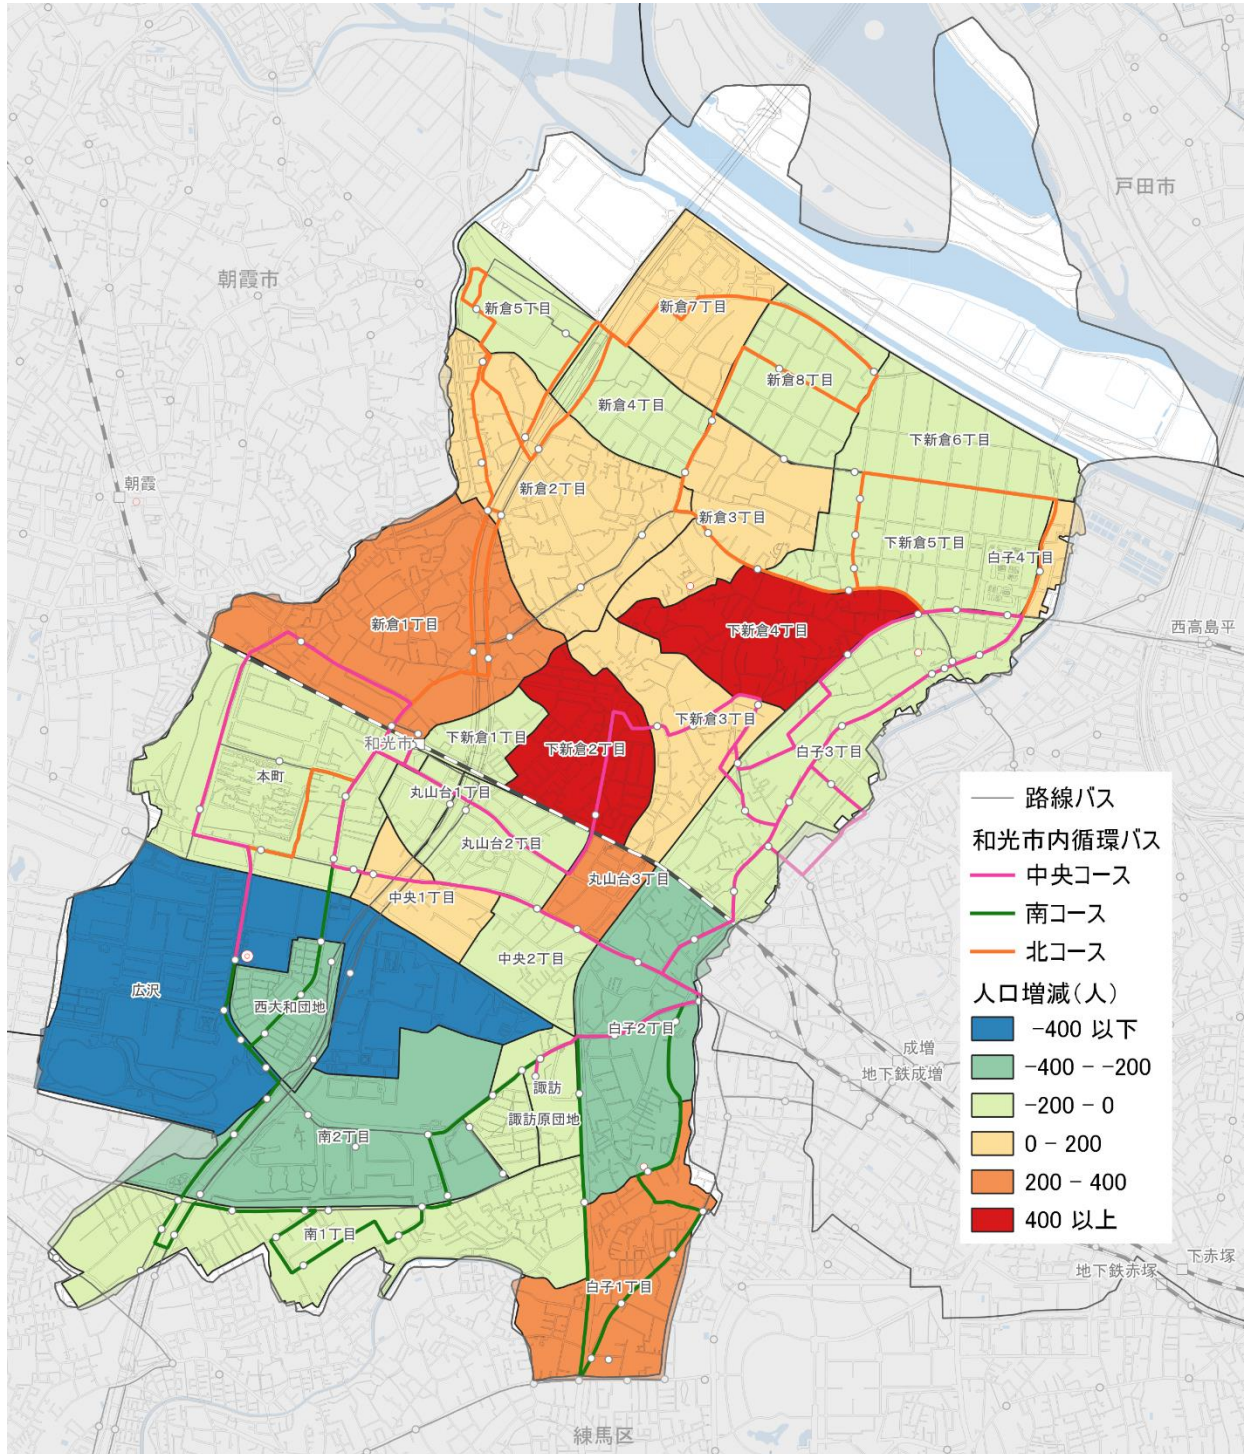 戸田市
朝霞市
新倉5丁目
新倉7丁目
新倉8丁目
新倉4丁目
下新倉6丁目
朝霞
新倉2丁目
新倉3丁目
下新倉5丁目
白子4丁目
新倉1丁目
下新倉4丁目
西高島平
下新倉3丁目
和光市
下新倉1丁目
下新倉2丁目
白子3丁目
本町
丸山台1丁目
丸山台2丁目
丸山台3丁目
中央1丁目
中央2丁目
広沢
西大和団地
白子2丁目
成増
地下鉄成増
諏訪
諏訪原団地
南2丁目
南1丁目
白子1丁目
下赤塚
地下鉄赤塚
練馬区
路線バス
和光市内循環バス
中央コース
南コース
北コース
人口増減(人)
-400 以下
-400 - -200
-200 - 0
0 - 200
200 - 400
400 以上